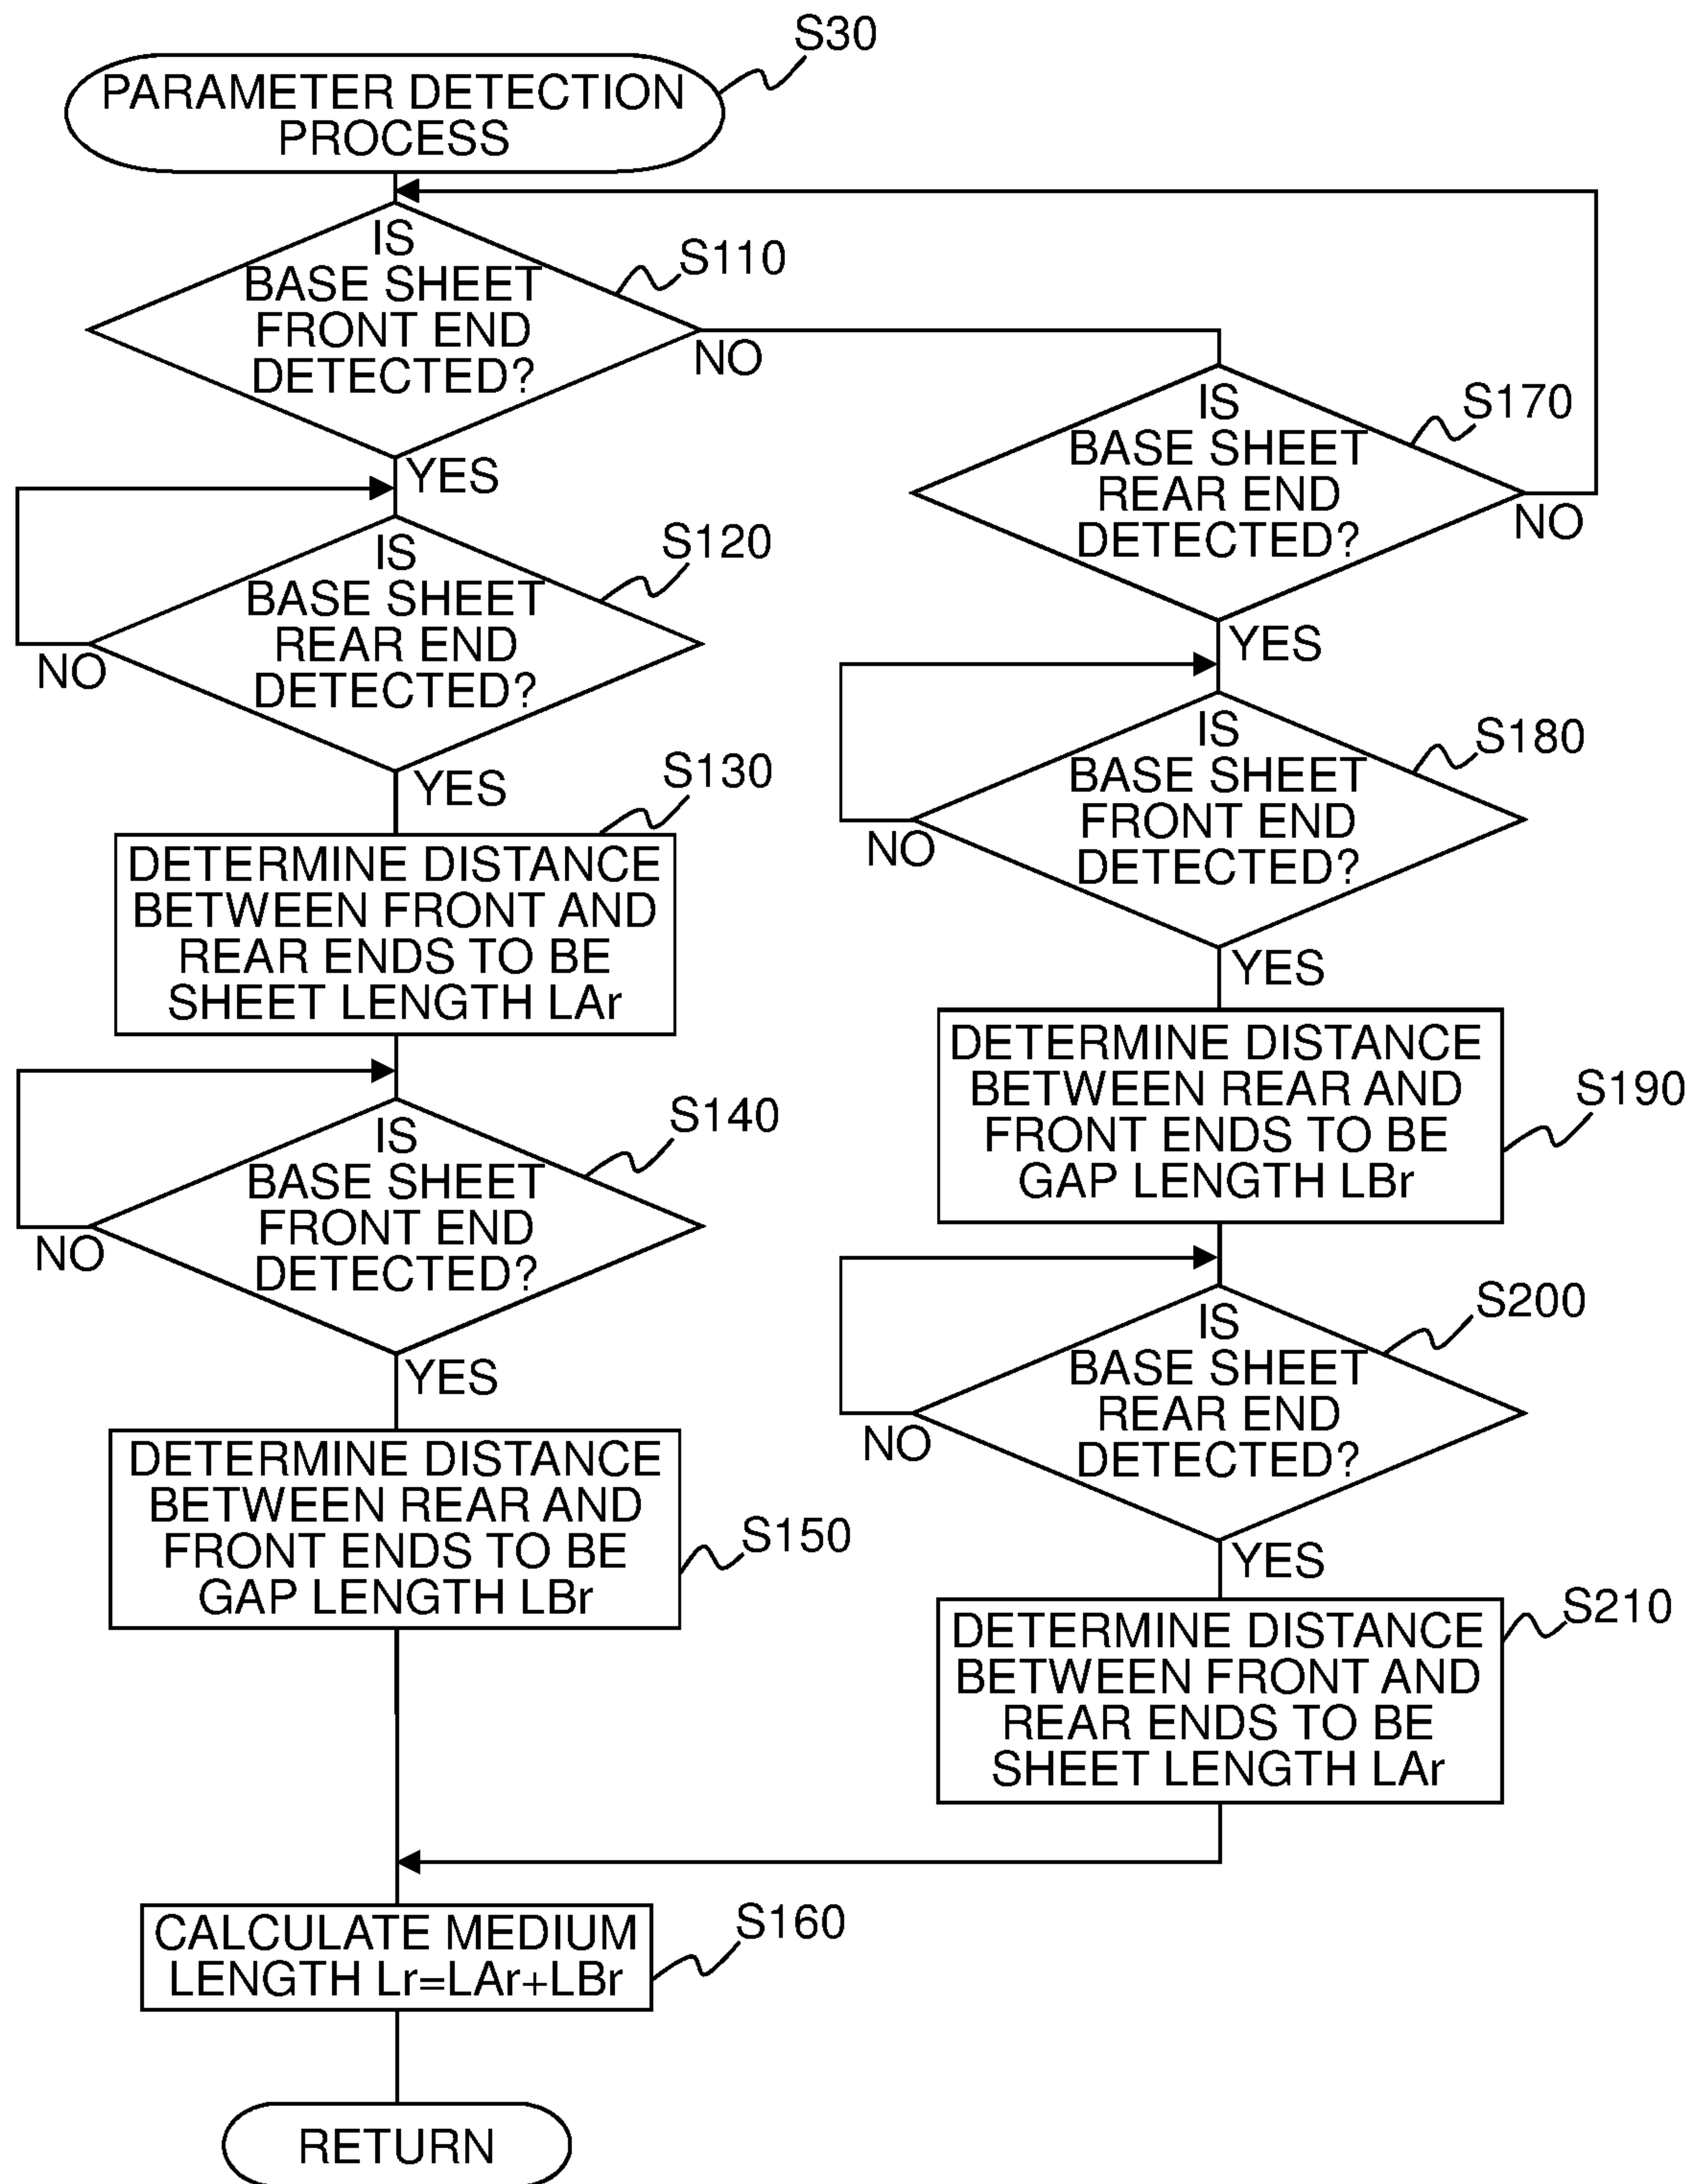 S30
PARAMETER DETECTION
PROCESS
IS
BASE SHEET
FRONT END
DETECTED?
S110
NO
YES
IS
BASE SHEET
REAR END
DETECTED?
S120
NO
YES
DETERMINE DISTANCE
BETWEEN FRONT AND
REAR ENDS TO BE
SHEET LENGTH LAr
S130
IS
BASE SHEET
FRONT END
DETECTED?
S140
NO
YES
DETERMINE DISTANCE
BETWEEN REAR AND
FRONT ENDS TO BE
GAP LENGTH LBr
S150
IS
BASE SHEET
REAR END
DETECTED?
S170
NO
YES
IS
BASE SHEET
FRONT END
DETECTED?
S180
NO
YES
DETERMINE DISTANCE
BETWEEN REAR AND
FRONT ENDS TO BE
GAP LENGTH LBr
S190
IS
BASE SHEET
REAR END
DETECTED?
S200
NO
YES
DETERMINE DISTANCE
BETWEEN FRONT AND
REAR ENDS TO BE
SHEET LENGTH LAr
S210
CALCULATE MEDIUM
LENGTH Lr=LAr+LBr
S160
RETURN